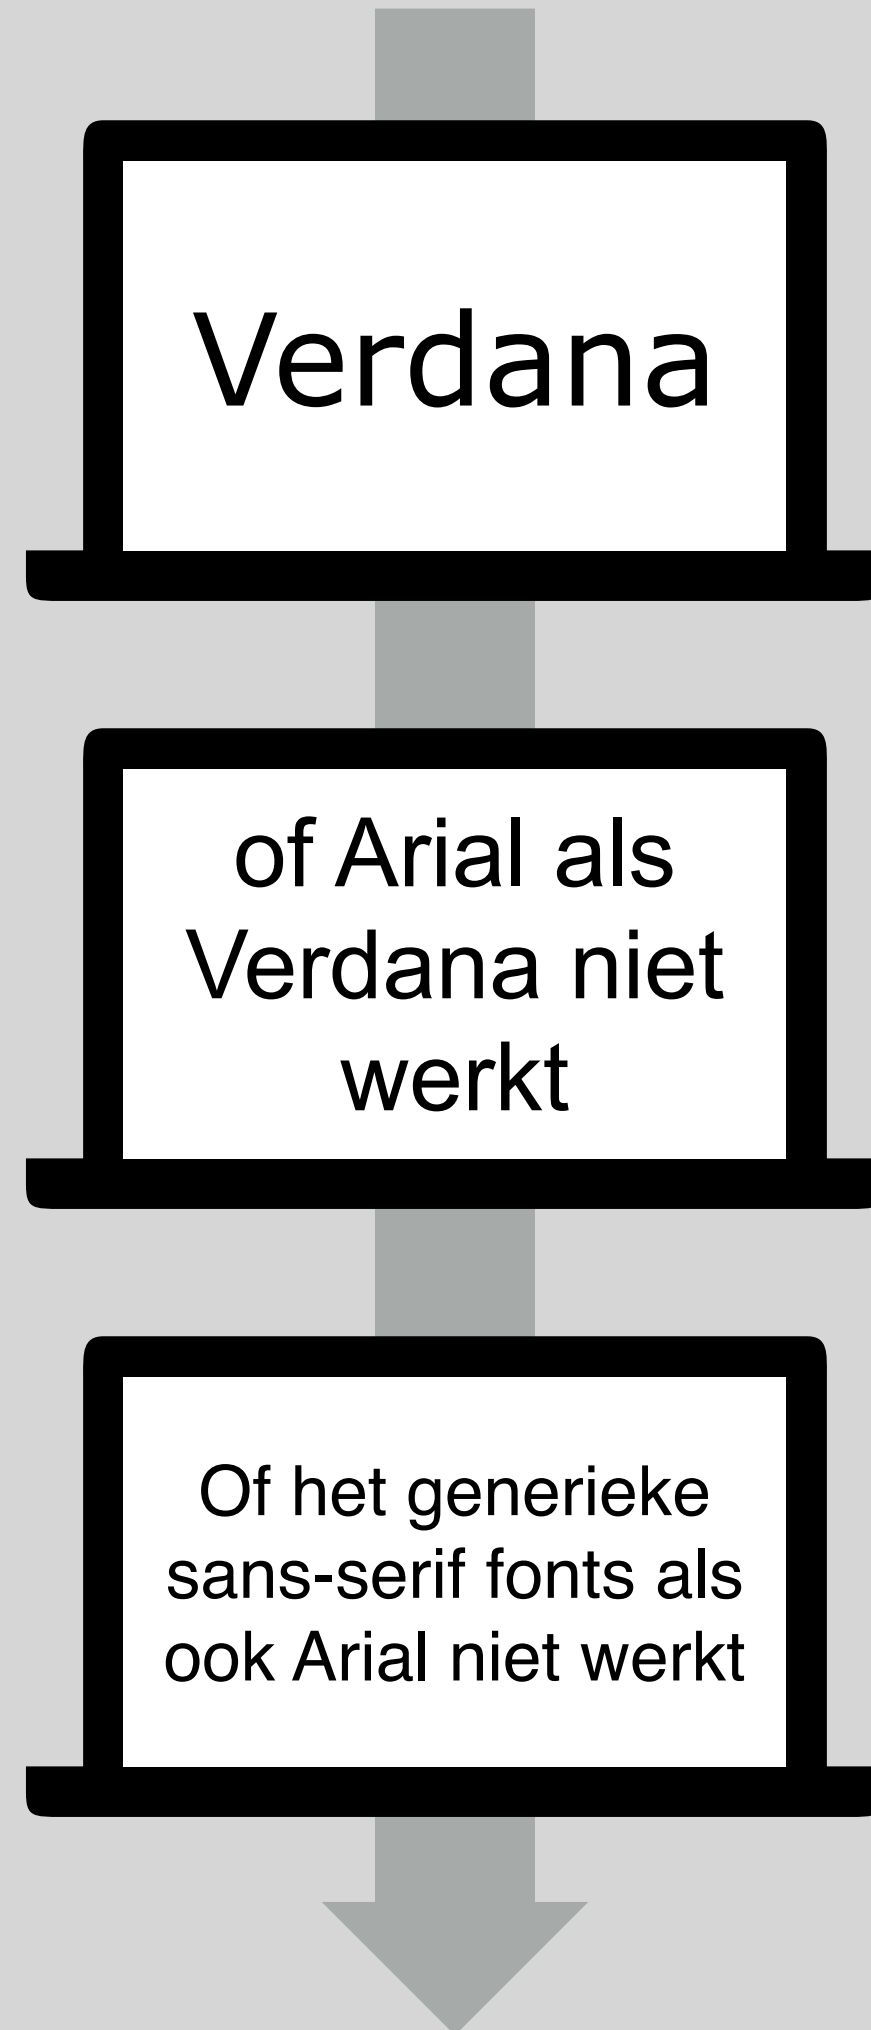 Verdana
of Arial als
Verdana niet
werkt
Of het generieke
sans-serif fonts als
ook Arial niet werkt